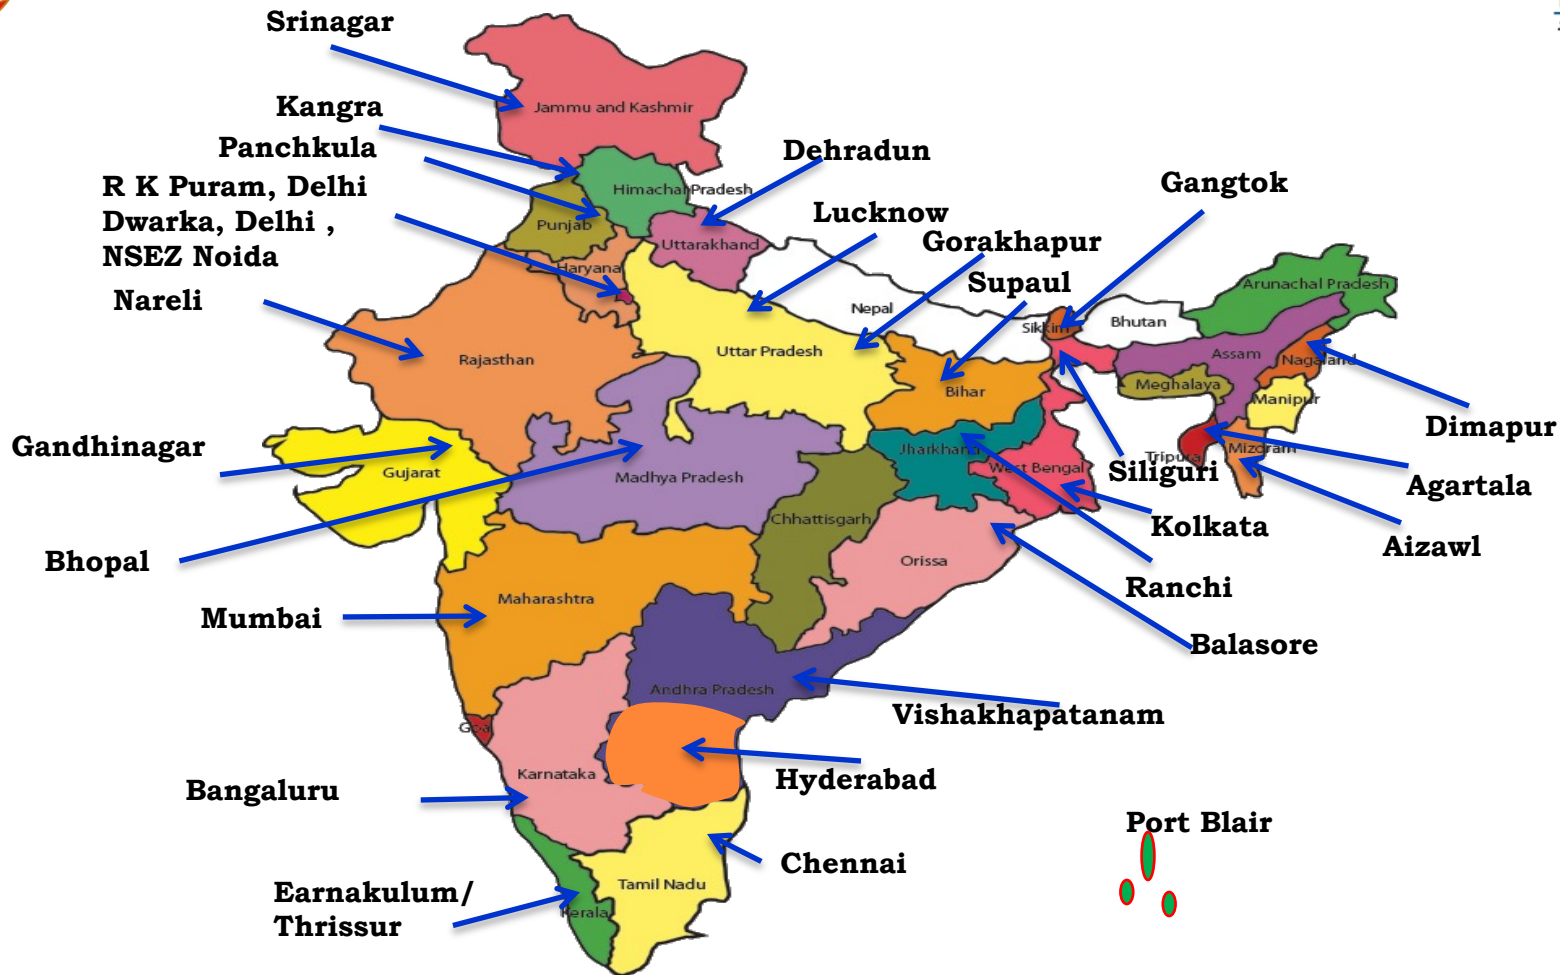 Srinagar
Kangra
Panchkula
R K Puram, Delhi
Dwarka, Delhi ,
NSEZ Noida
Nareli
Gandhinagar
Bhopal
Mumbai
Bangaluru
Earnakulum/
Thrissur
Jammu and Kashmir
Himachal Pradesh
Punjab
Uttarakhand
Haryana
Rajasthan
Uttar Pradesh
Nepal
Sikkim
Bhutan
Arunachal Pradesh
Assam
Nagaland
Meghalaya
Manipur
Tripura
Mizoram
Bihar
Jharkhand
West Bengal
Gujarat
Madhya Pradesh
Chhattisgarh
Orissa
Maharashtra
Andhra Pradesh
Goa
Karnataka
Tamil Nadu
Kerala
Dehradun
Lucknow
Gorakhapur
Supaul
Gangtok
Dimapur
Siliguri
Agartala
Kolkata
Aizawl
Ranchi
Balasore
Vishakhapatanam
Hyderabad
Chennai
Port Blair